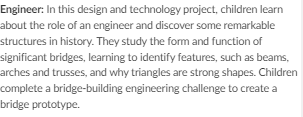 Engineer: In this design and technology project, children learn
about the role of an engineer and discover some remarkable
structures in history. They study the form and function of
significant bridges, learning to identify features, such as beams,
arches and trusses, and why triangles are strong shapes. Children
complete a bridge-building engineering challenge to create a
bridge prototype.